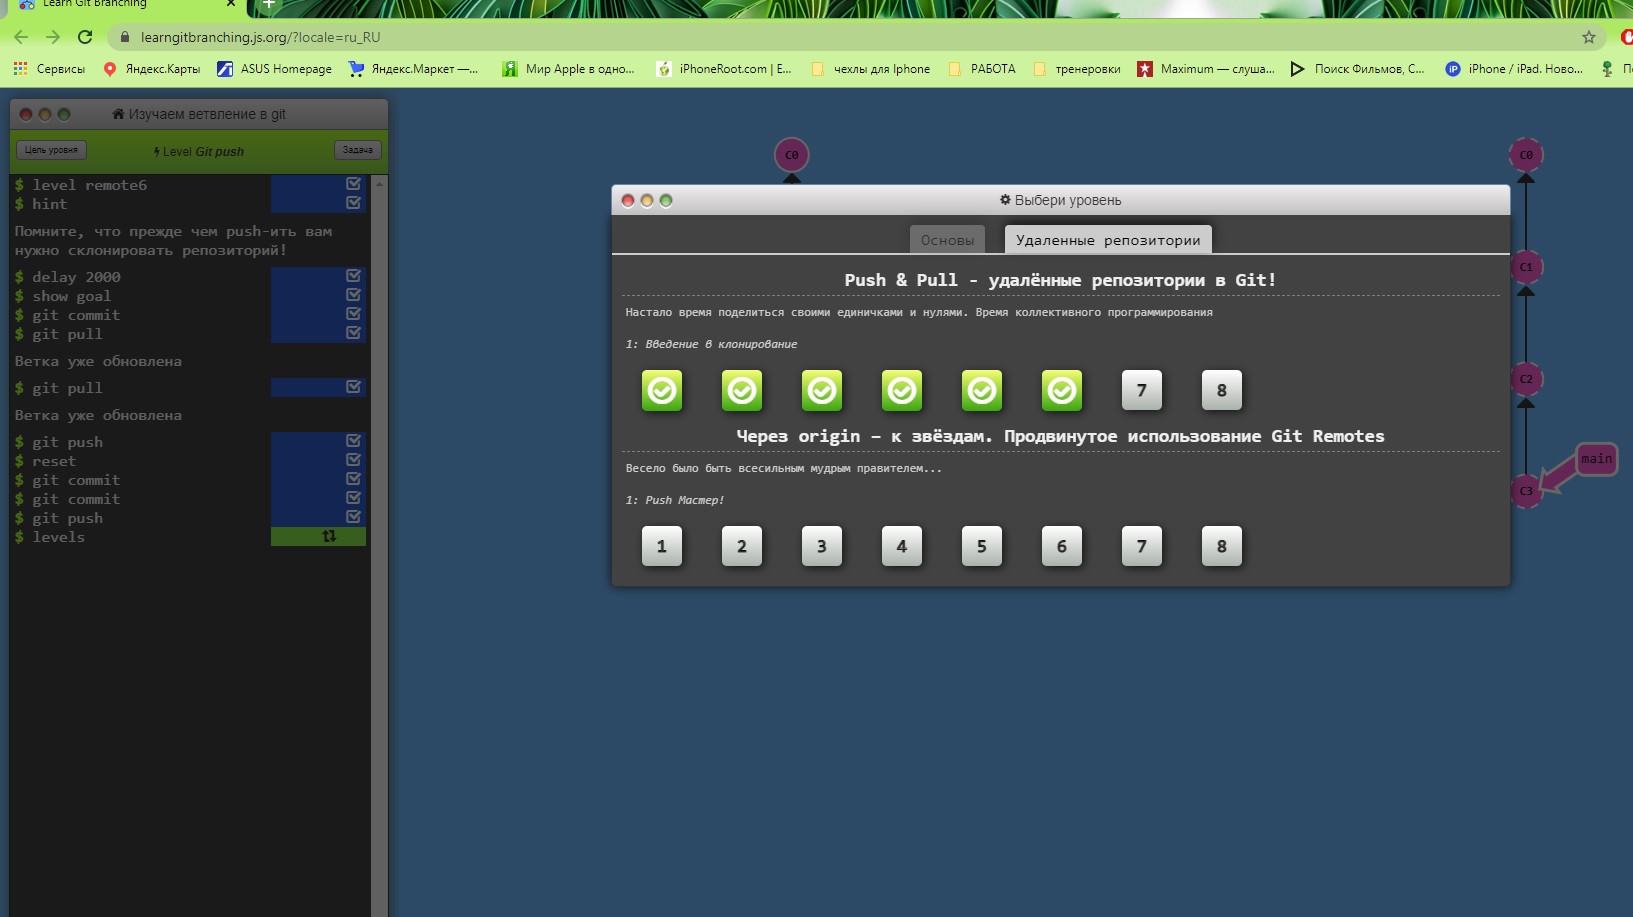 Learn Git Branching
learngitbranching.js.org/?locale=ru_RU
Сервисы
Яндекс.Карты
ASUS Homepage
Яндекс.Маркет —...
Мир Apple в одно...
iPhoneRoot.com | E...
чехлы для Iphone
РАБОТА
тренеровки
Maximum — слуша...
Поиск Фильмов, С...
iP iPhone / iPad. Ново...
Изучаем ветвление в git
Цель уровня
Level Git push
Задача
$ level remote6
$ hint
Помните, что прежде чем push-ить вам
нужно склонировать репозиторий!
$ delay 2000
$ show goal
$ git commit
$ git pull
Ветка уже обновлена
$ git pull
Ветка уже обновлена
$ git push
$ reset
$ git commit
$ git commit
$ git push
$ levels
C0
Выбери уровень
Основы
Удаленные репозитории
Push & Pull - удалённые репозитории в Git!
Настало время поделиться своими единичками и нулями. Время коллективного программирования
1: Введение в клонирование
7 8
Через origin – к звёздам. Продвинутое использование Git Remotes
Весело было быть всесильным мудрым правителем...
1: Push Мастер!
1 2 3 4 5 6 7 8
C0
C1
C2
main
C3